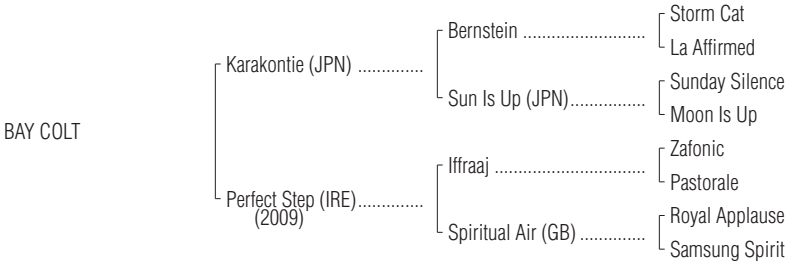 Storm Cat
Bernstein ..........................
La Affirmed
Karakontie (JPN) ..............
Sunday Silence
Sun Is Up (JPN)................
Moon Is Up
BAY COLT
Zafonic
Iffraaj ................................
Pastorale
Perfect Step (IRE)..............
(2009)
Royal Applause
Spiritual Air (GB) ..............
Samsung Spirit